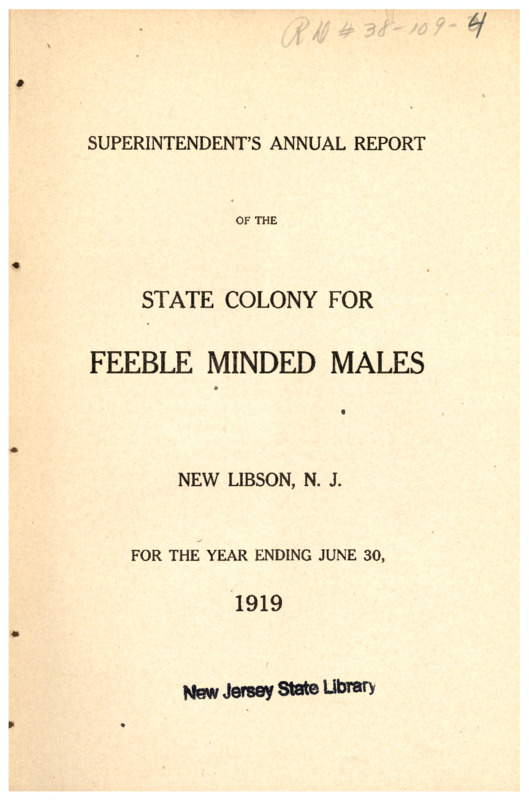 RN # 38-109-4
SUPERINTENDENT'S ANNUAL REPORT
OF THE
STATE COLONY FOR
FEEBLE MINDED MALES
NEW LIBSON, N. J.
FOR THE YEAR ENDING JUNE 30,
1919
New Jersey State Library